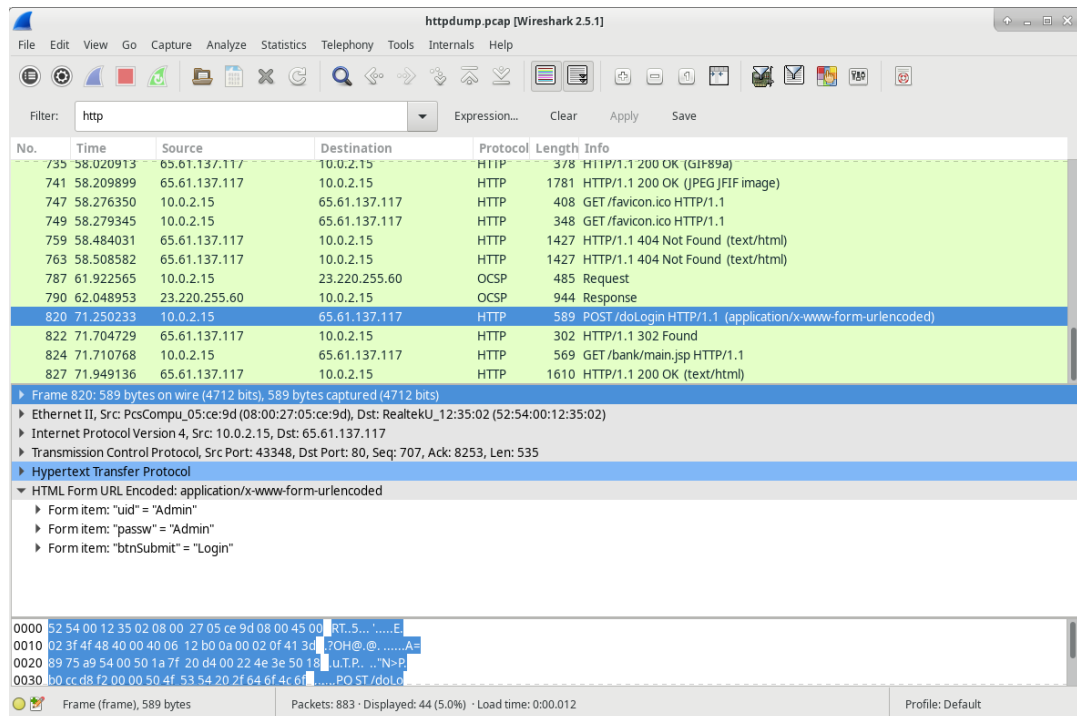 httpdump.pcap [Wireshark 2.5.1]
File Edit View Go Capture Analyze Statistics Telephony Tools Internals Help
Filter: http Expression... Clear Apply Save
No. Time Source Destination Protocol Length Info
735 58.020913 65.61.137.117 10.0.2.15 HTTP 378 HTTP/1.1 200 OK (GIF89a)
741 58.209899 65.61.137.117 10.0.2.15 HTTP 1781 HTTP/1.1 200 OK (JPEG JFIF image)
747 58.276350 10.0.2.15 65.61.137.117 HTTP 408 GET /favicon.ico HTTP/1.1
749 58.279345 10.0.2.15 65.61.137.117 HTTP 348 GET /favicon.ico HTTP/1.1
759 58.484031 65.61.137.117 10.0.2.15 HTTP 1427 HTTP/1.1 404 Not Found (text/html)
763 58.508582 65.61.137.117 10.0.2.15 HTTP 1427 HTTP/1.1 404 Not Found (text/html)
787 61.922565 10.0.2.15 23.220.255.60 OCSP 485 Request
790 62.048953 23.220.255.60 10.0.2.15 OCSP 944 Response
820 71.250233 10.0.2.15 65.61.137.117 HTTP 589 POST /doLogin HTTP/1.1 (application/x-www-form-urlencoded)
822 71.704729 65.61.137.117 10.0.2.15 HTTP 302 HTTP/1.1 302 Found
824 71.710768 10.0.2.15 65.61.137.117 HTTP 569 GET /bank/main.jsp HTTP/1.1
827 71.949136 65.61.137.117 10.0.2.15 HTTP 1610 HTTP/1.1 200 OK (text/html)
Frame 820: 589 bytes on wire (4712 bits), 589 bytes captured (4712 bits)
Ethernet II, Src: PcsCompu_05:ce:9d (08:00:27:05:ce:9d), Dst: RealtekU_12:35:02 (52:54:00:12:35:02)
Internet Protocol Version 4, Src: 10.0.2.15, Dst: 65.61.137.117
Transmission Control Protocol, Src Port: 43348, Dst Port: 80, Seq: 707, Ack: 8253, Len: 535
Hypertext Transfer Protocol
HTML Form URL Encoded: application/x-www-form-urlencoded
Form item: "uid" = "Admin"
Form item: "passw" = "Admin"
Form item: "btnSubmit" = "Login"
0000 52 54 00 12 35 02 08 00 27 05 ce 9d 08 00 45 00 RT..5... '.....E.
0010 02 3f 4f 48 40 00 40 06 12 b0 0a 00 02 0f 41 3d .?OH@.@. ......A=
0020 89 75 a9 54 00 50 1a 7f 20 d4 00 22 4e 3e 50 18 .u.T.P.. .."N>P.
0030 b0 cc d8 f2 00 00 50 4f 53 54 20 2f 64 6f 4c 6f ......PO ST /doLo
Frame (frame), 589 bytes Packets: 883 · Displayed: 44 (5.0%) · Load time: 0:00.012 Profile: Default